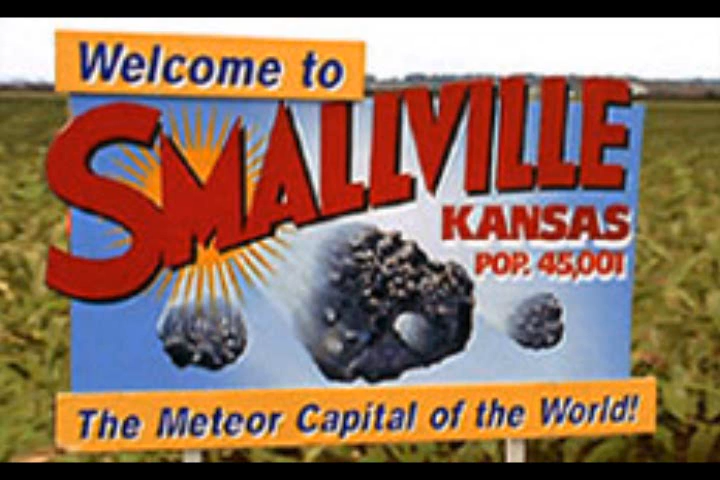 Welcome to
SMALLVILLE
KANSAS
POP. 45,001
The Meteor Capital of the World!